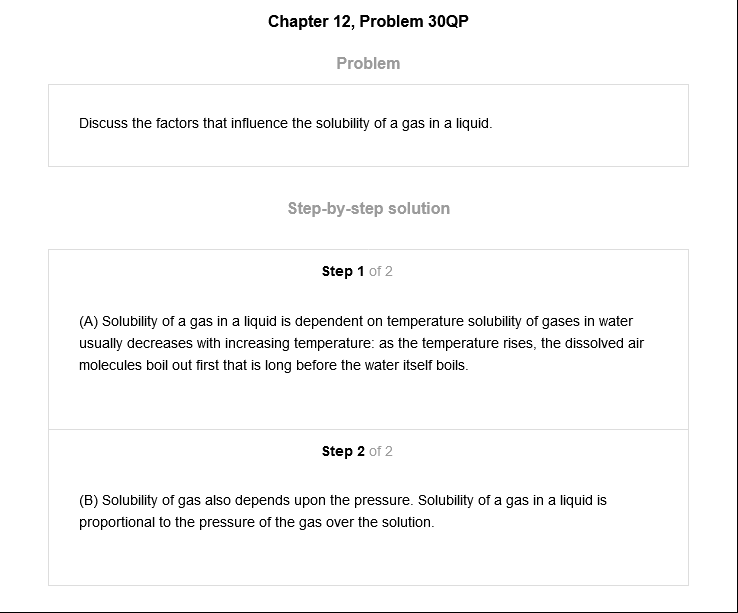 Chapter 12, Problem 30QP
Problem
Discuss the factors that influence the solubility of a gas in a liquid.
Step-by-step solution
Step 1 of 2
(A) Solubility of a gas in a liquid is dependent on temperature solubility of gases in water
usually decreases with increasing temperature: as the temperature rises, the dissolved air
molecules boil out first that is long before the water itself boils.
Step 2 of 2
(B) Solubility of gas also depends upon the pressure. Solubility of a gas in a liquid is
proportional to the pressure of the gas over the solution.